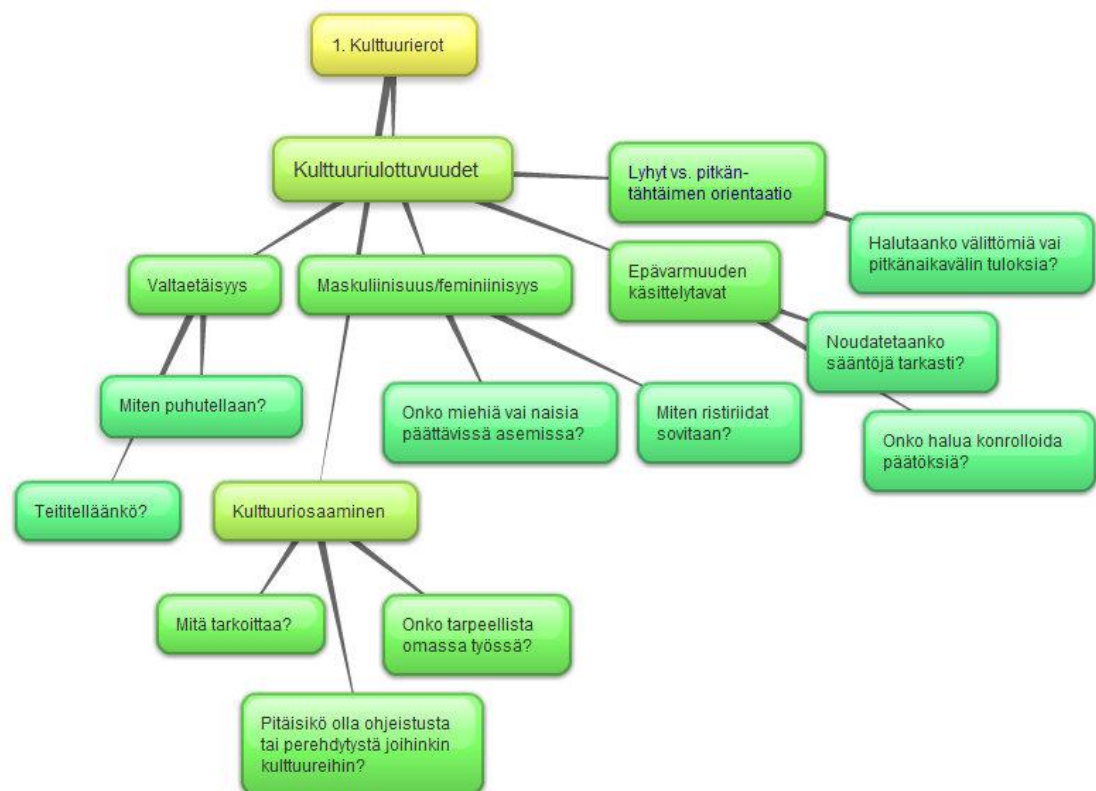 1. Kulttuurierot
Kulttuuriulottuvuudet
Lyhyt vs. pitkän-
tähtäimen orientaatio
Halutaanko välittömiä vai
pitkänaikavälin tuloksia?
Valtaetäisyys
Maskuliinisuus/feminiinisyys
Epävarmuuden
käsittelytavat
Noudatetaanko
sääntöjä tarkasti?
Miten puhutellaan?
Onko miehiä vai naisia
päättävissä asemissa?
Miten ristiriidat
sovitaan?
Onko halua konrolloida
päätöksiä?
Teititelläänkö?
Kulttuuriosaaminen
Mitä tarkoittaa?
Onko tarpeellista
omassa työssä?
Pitäisikö olla ohjeistusta
tai perehdytystä joihinkin
kulttuureihin?